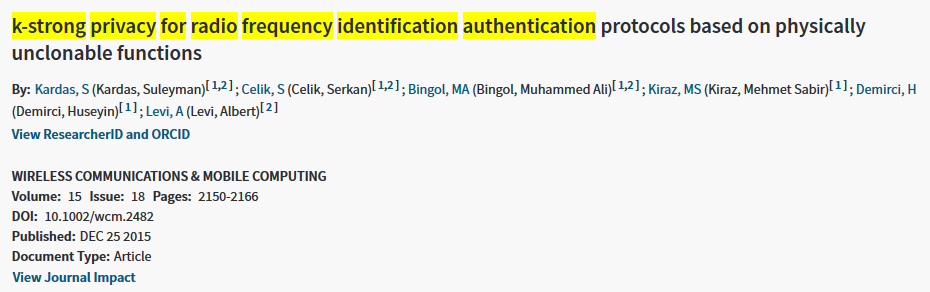 k-strong privacy for radio frequency identification authentication protocols based on physically
unclonable functions
By: Kardas, S (Kardas, Suleyman)[ 1,2 ] ; Celik, S (Celik, Serkan)[ 1,2 ] ; Bingol, MA (Bingol, Muhammed Ali)[ 1,2 ] ; Kiraz, MS (Kiraz, Mehmet Sabir)[ 1 ] ; Demirci, H
(Demirci, Huseyin)[ 1 ] ; Levi, A (Levi, Albert)[ 2 ]
View ResearcherID and ORCID
WIRELESS COMMUNICATIONS & MOBILE COMPUTING
Volume: 15 Issue: 18 Pages: 2150-2166
DOI: 10.1002/wcm.2482
Published: DEC 25 2015
Document Type: Article
View Journal Impact